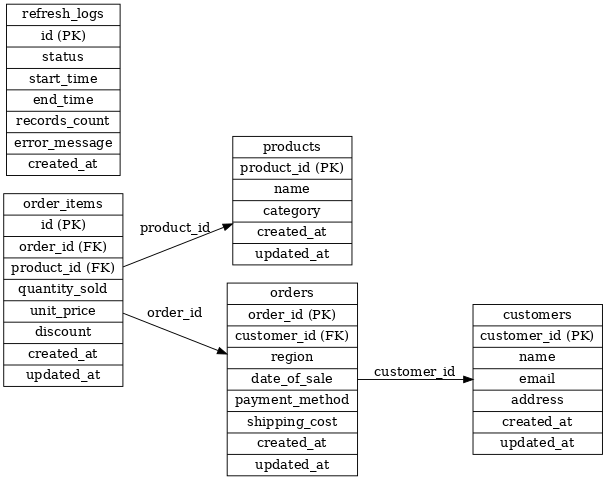 refresh_logs
id (PK)
status
start_time
end_time
records_count
error_message
created_at
order_items
id (PK)
order_id (FK)
product_id (FK)
quantity_sold
unit_price
discount
created_at
updated_at
product_id
order_id
products
product_id (PK)
name
category
created_at
updated_at
orders
order_id (PK)
customer_id (FK)
region
date_of_sale
payment_method
shipping_cost
created_at
updated_at
customer_id
customers
customer_id (PK)
name
email
address
created_at
updated_at